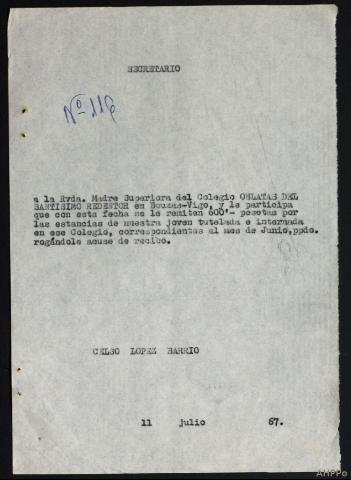 SECRETARIO
Nº 116
a la Rvda. Madre Superiora del Colegio OBLATAS DEL
SANTISIMO REDENTOR en Bouzas-Vigo, y le participa
que con esta fecha se le remiten 600'- pesetas por
las estancias de nuestra joven tutelada e internada
en ese Colegio, correspondientes al mes de Junio, ppdo.
rogándole acuse de recibo.
CELSO LOPEZ BARRIO
11 julio 67.
AHPPo